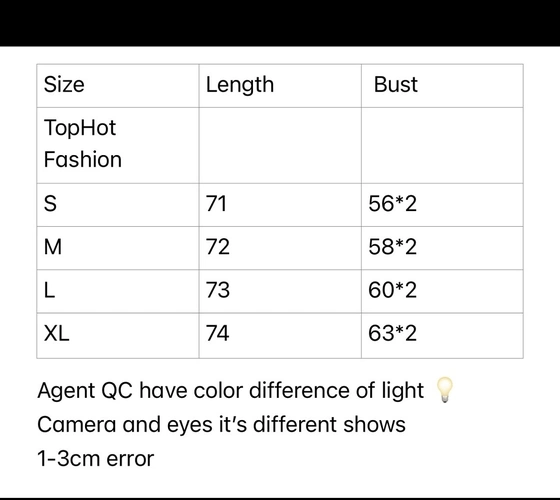 Size Length Bust
TopHot
Fashion
S 71 56*2
M 72 58*2
L 73 60*2
XL 74 63*2
Agent QC have color difference of light 💡
Camera and eyes it’s different shows
1-3cm error